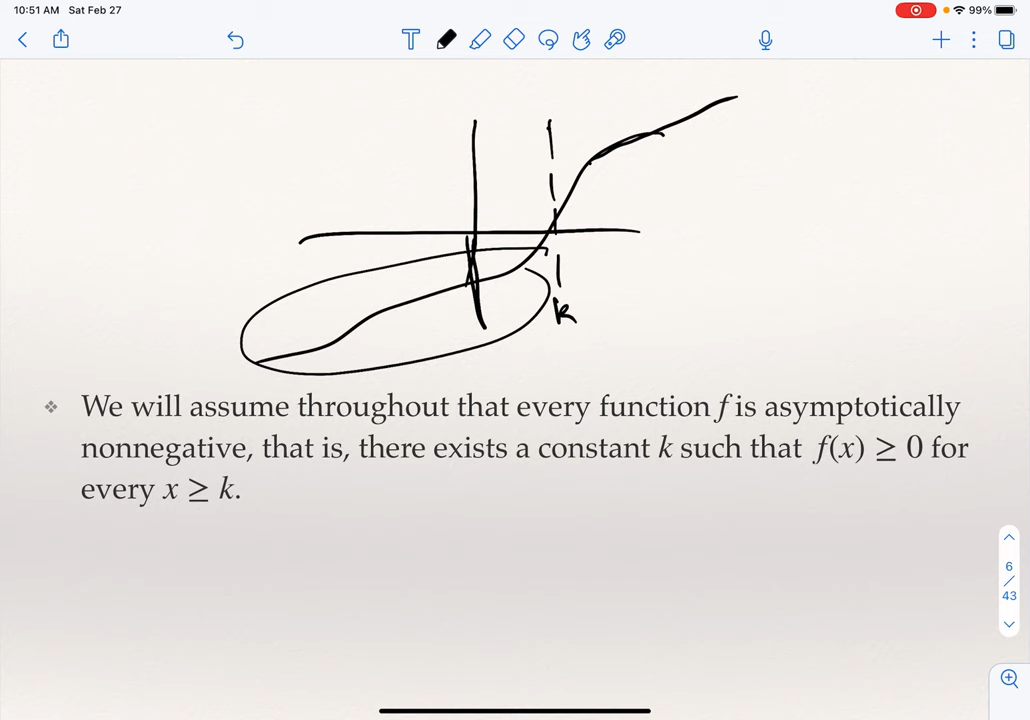 10:51 AM Sat Feb 27
99%
T
k
❖ We will assume throughout that every function f is asymptotically
nonnegative, that is, there exists a constant k such that f(x) ≥ 0 for
every x ≥ k.
6
/
43